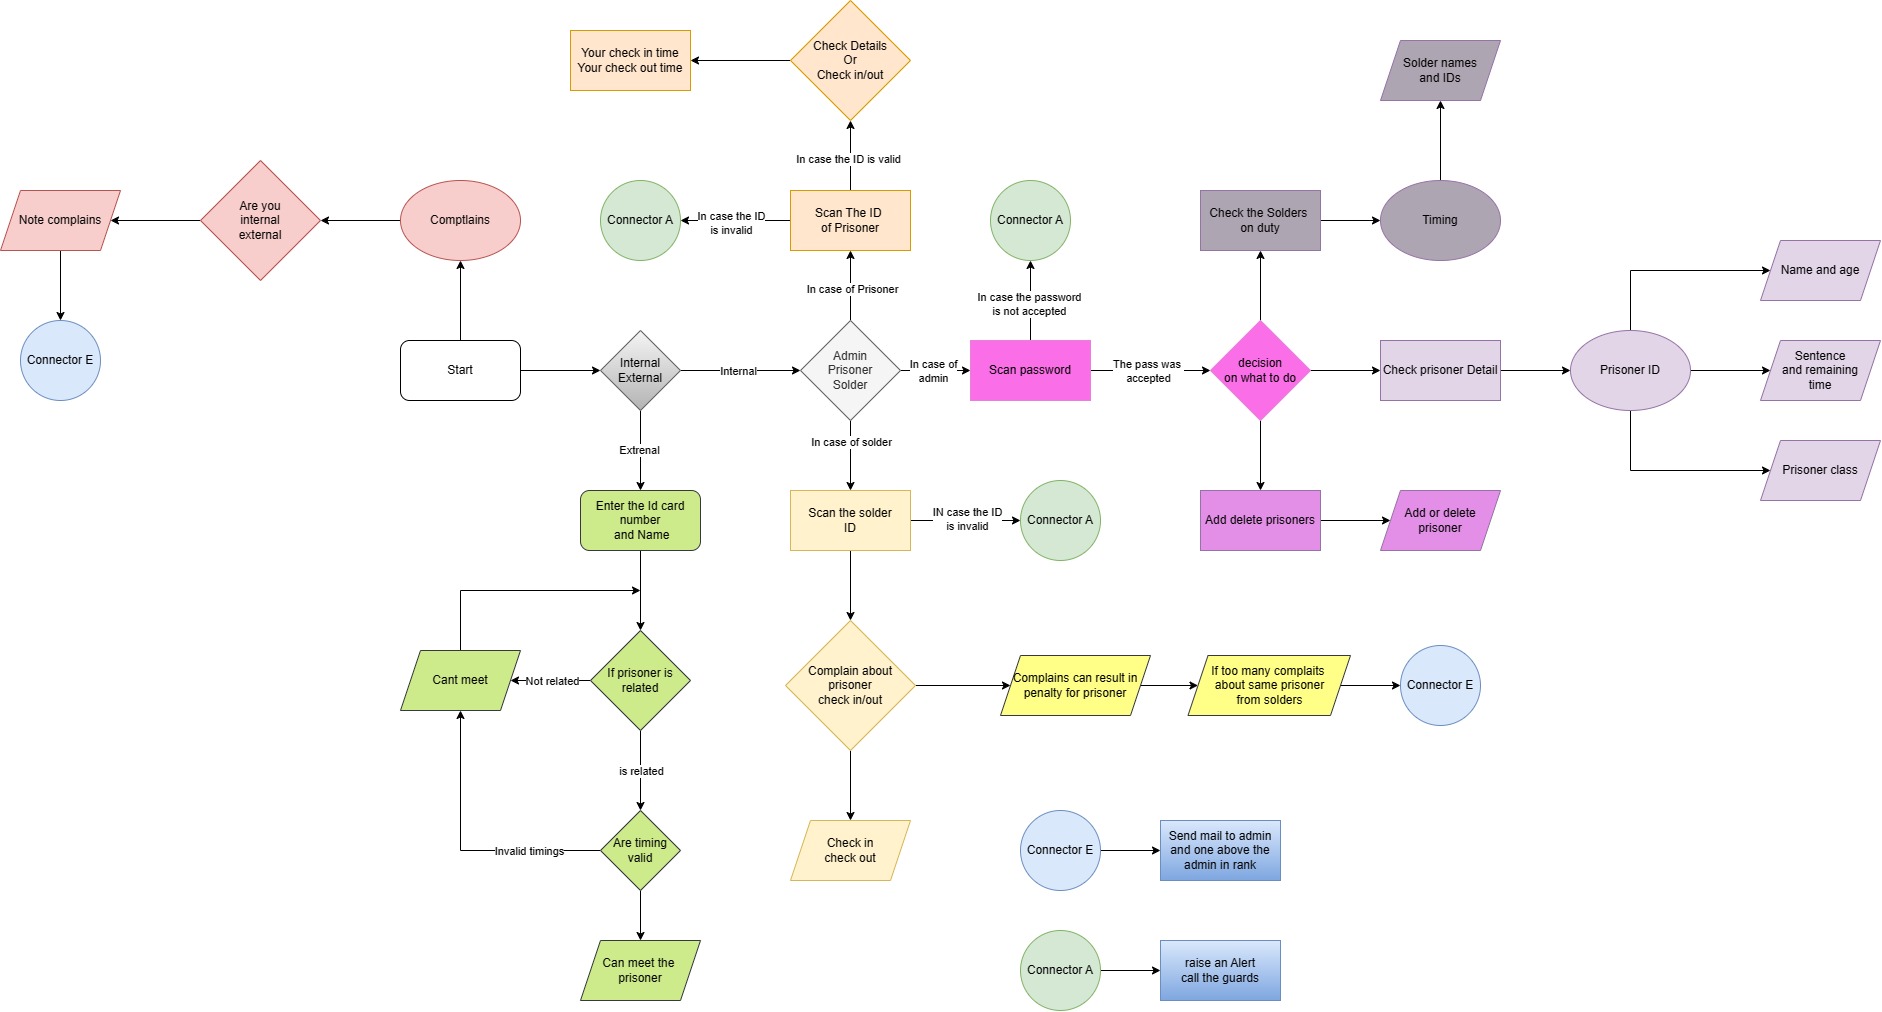 Your check in time
Your check out time
Check Details
Or
Check in/out
Solder names
and IDs
In case the ID is valid
Note complains
Are you
internal
external
Comptlains
Connector A
In case the ID
is invalid
Scan The ID
of Prisoner
Connector A
Check the Solders
on duty
Timing
Name and age
In case of Prisoner
In case the password
is not accepted
Connector E
Start
Internal
External
Internal
Admin
Prisoner
Solder
In case of
admin
Scan password
The pass was
accepted
decision
on what to do
Check prisoner Detail
Prisoner ID
Sentence
and remaining
time
Extrenal
In case of solder
Prisoner class
Enter the Id card
number
and Name
Scan the solder
ID
IN case the ID
is invalid
Connector A
Add delete prisoners
Add or delete
prisoner
Cant meet
Not related
If prisoner is
related
Complain about
prisoner
check in/out
Complains can result in
penalty for prisoner
If too many complaits
about same prisoner
from solders
Connector E
is related
Invalid timings
Are timing
valid
Check in
check out
Connector E
Send mail to admin
and one above the
admin in rank
Can meet the
prisoner
Connector A
raise an Alert
call the guards